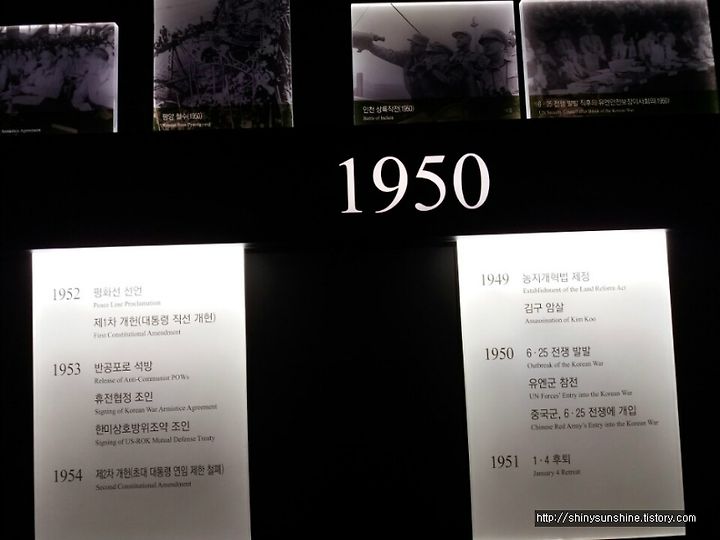 Armistice Agreement
평양 철수(1950)
인천 상륙작전(1950)
Battle of Incheon
6·25 전쟁 발발 직후의 유엔안전보장이사회의(1950)
1950
1952 평화선 선언
Peace Line Proclamation
제1차 개헌(대통령 직선 개헌)
First Constitutional Amendment
1953 반공포로 석방
Release of Anti-Communist POWs
휴전협정 조인
Signing of Korean War Armistice Agreement
한미상호방위조약 조인
Signing of US-ROK Mutual Defense Treaty
1954 제2차 개헌(초대 대통령 연임 제한 철폐)
Second Constitutional Amendment
1949 농지개혁법 제정
Establishment of the Land Reform Act
김구 암살
Assassination of Kim Koo
1950 6·25 전쟁 발발
Outbreak of the Korean War
유엔군 참전
UN Forces' Entry into the Korean War
중국군, 6·25 전쟁에 개입
Chinese Red Army's Entry into the Korean War
1951 1·4 후퇴
January 4 Retreat
http://shinysunshine.tistory.com